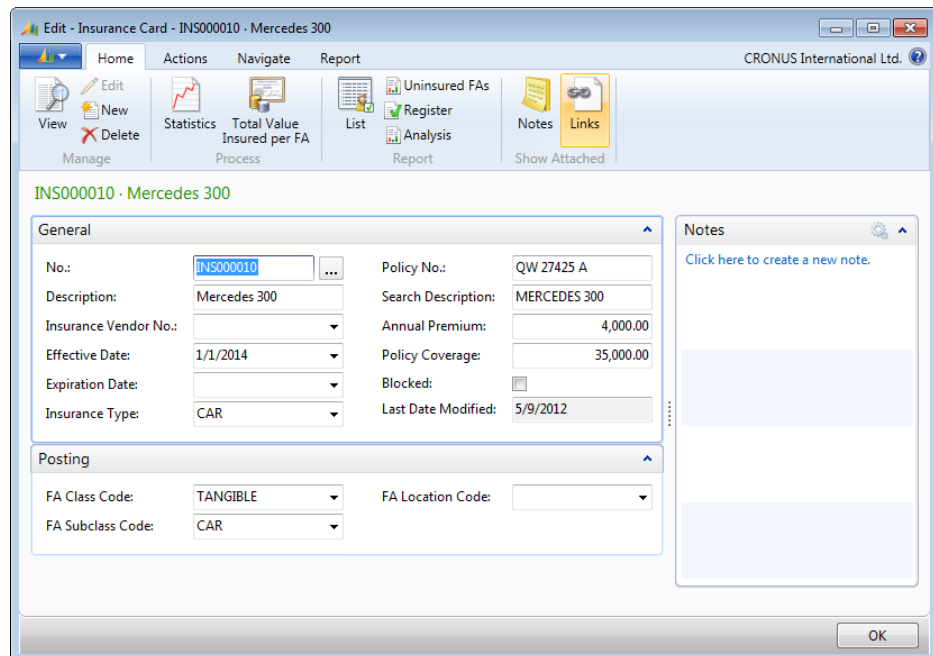 Edit - Insurance Card - INS000010 · Mercedes 300
Home Actions Navigate Report CRONUS International Ltd.
View
Edit
New
Delete
Manage
Statistics
Total Value
Insured per FA
Process
List
Uninsured FAs
Register
Analysis
Report
Notes
Links
Show Attached
INS000010 · Mercedes 300
General
No.: INS000010 ... Policy No.: QW 27425 A
Description: Mercedes 300 Search Description: MERCEDES 300
Insurance Vendor No.: Annual Premium: 4,000.00
Effective Date: 1/1/2014 Policy Coverage: 35,000.00
Expiration Date: Blocked:
Insurance Type: CAR Last Date Modified: 5/9/2012
Posting
FA Class Code: TANGIBLE FA Location Code:
FA Subclass Code: CAR
Notes
Click here to create a new note.
OK